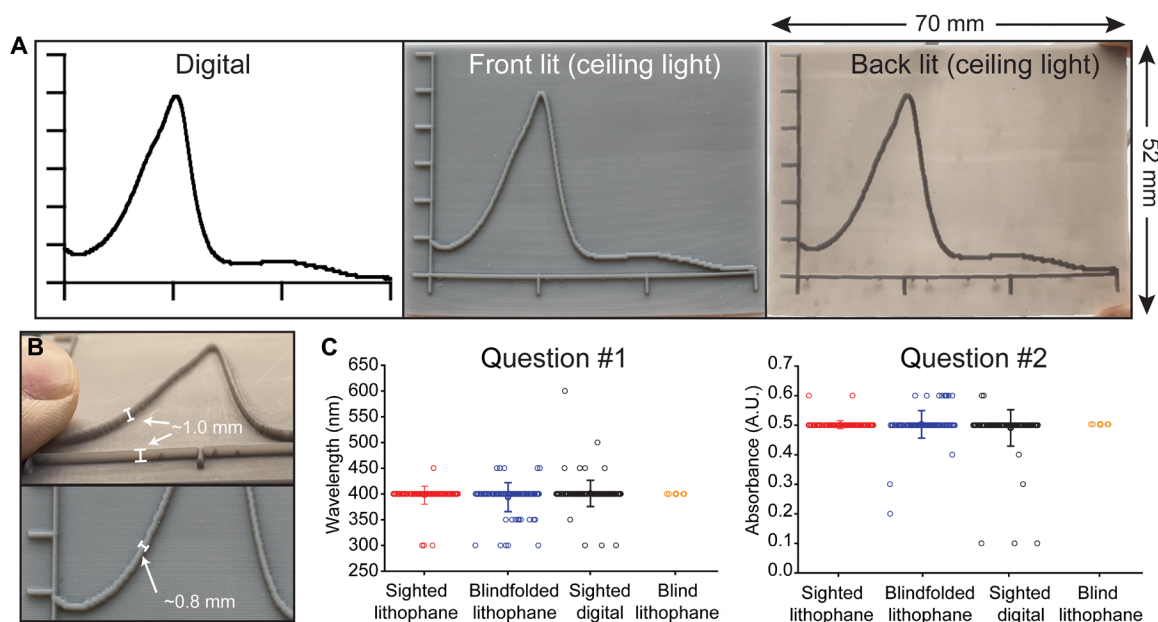 70 mm
A
Digital
Front lit (ceiling light)
Back lit (ceiling light)
52 mm
B
~1.0 mm
~0.8 mm
C
Question #1
Wavelength (nm)
650
600
550
500
450
400
350
300
250
Sighted lithophane
Blindfolded lithophane
Sighted digital
Blind lithophane
Question #2
Absorbance (A.U.)
0.7
0.6
0.5
0.4
0.3
0.2
0.1
0.0
Sighted lithophane
Blindfolded lithophane
Sighted digital
Blind lithophane